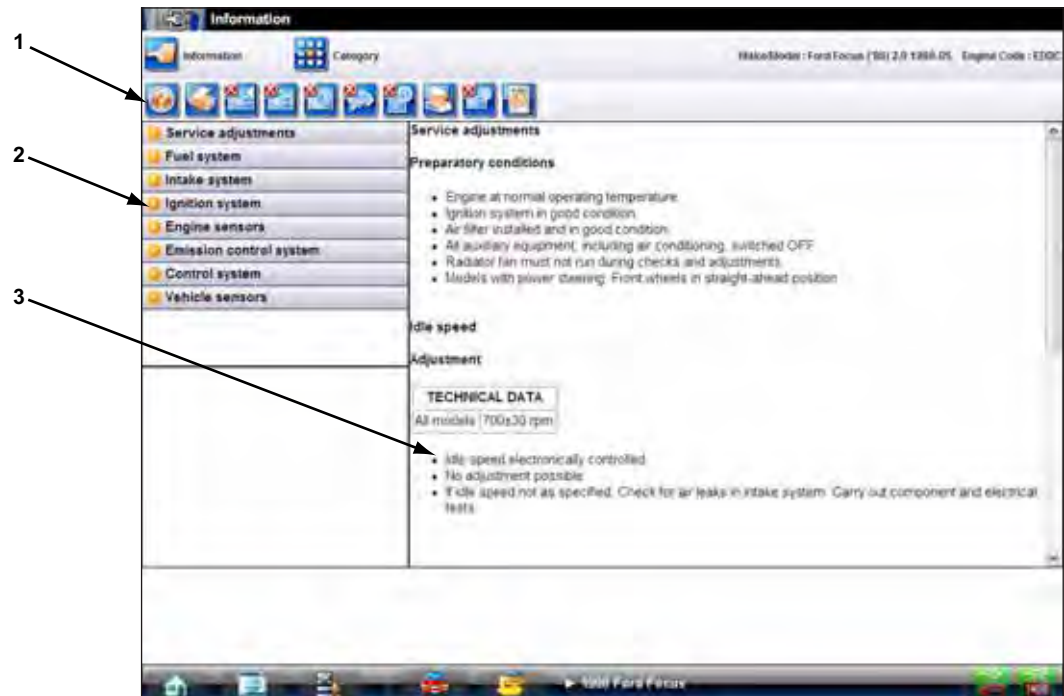 Information
1
Information Category Make/Model : Ford Focus ('98) 2.0 1998-05 Engine Code : EDDC
Service adjustments
Fuel system
Intake system
2
Ignition system
Engine sensors
Emission control system
Control system
3
Vehicle sensors
Service adjustments
Preparatory conditions
• Engine at normal operating temperature
• Ignition system in good condition
• Air filter installed and in good condition
• All auxiliary equipment, including air conditioning, switched OFF
• Radiator fan must not run during checks and adjustments
• Models with power steering: Front wheels in straight-ahead position
Idle speed
Adjustment
TECHNICAL DATA
All models 700±30 rpm
• Idle speed electronically controlled
• No adjustment possible
• If idle speed not as specified: Check for air leaks in intake system. Carry out component and electrical
tests.
1998 Ford Focus